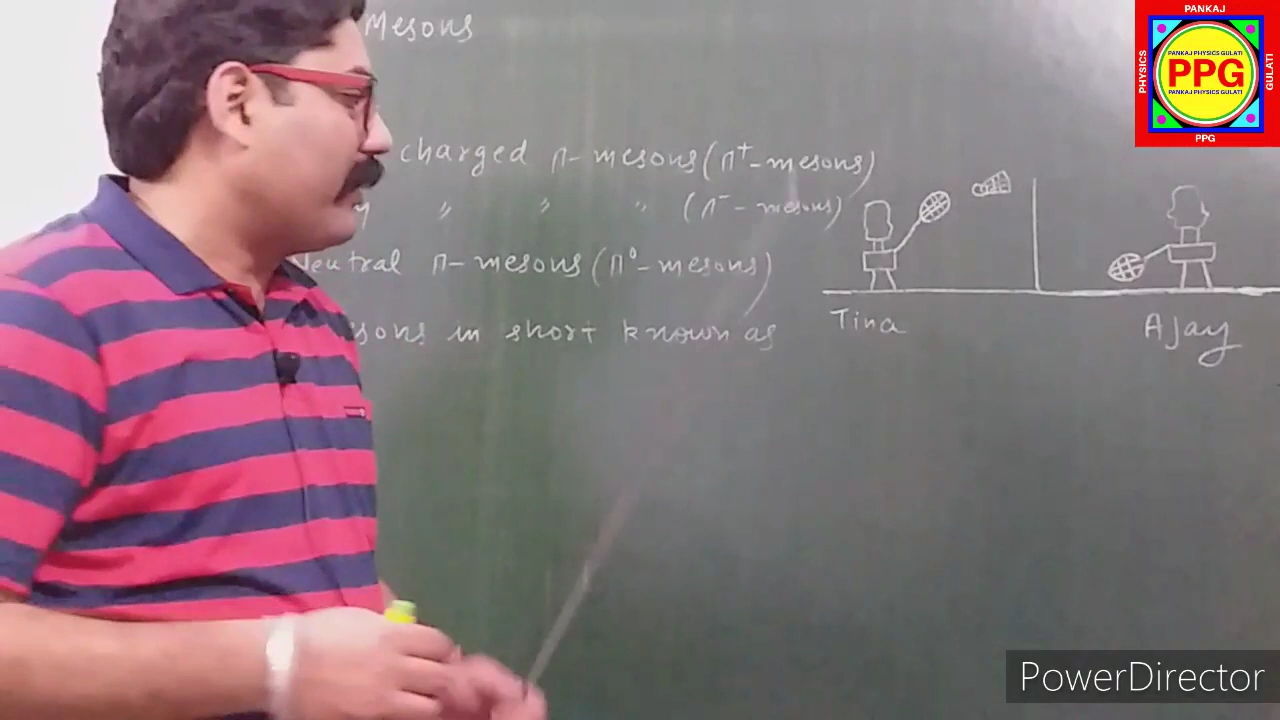 Mesons
charged π-mesons (π⁺-mesons)
" " " (π⁻-mesons)
Neutral π-mesons (π⁰-mesons)
in short known as
Tina
Ajay
PANKAJ
PHYSICS
GULATI
PANKAJ PHYSICS GULATI
PPG
PANKAJ PHYSICS GULATI
PPG
PowerDirector